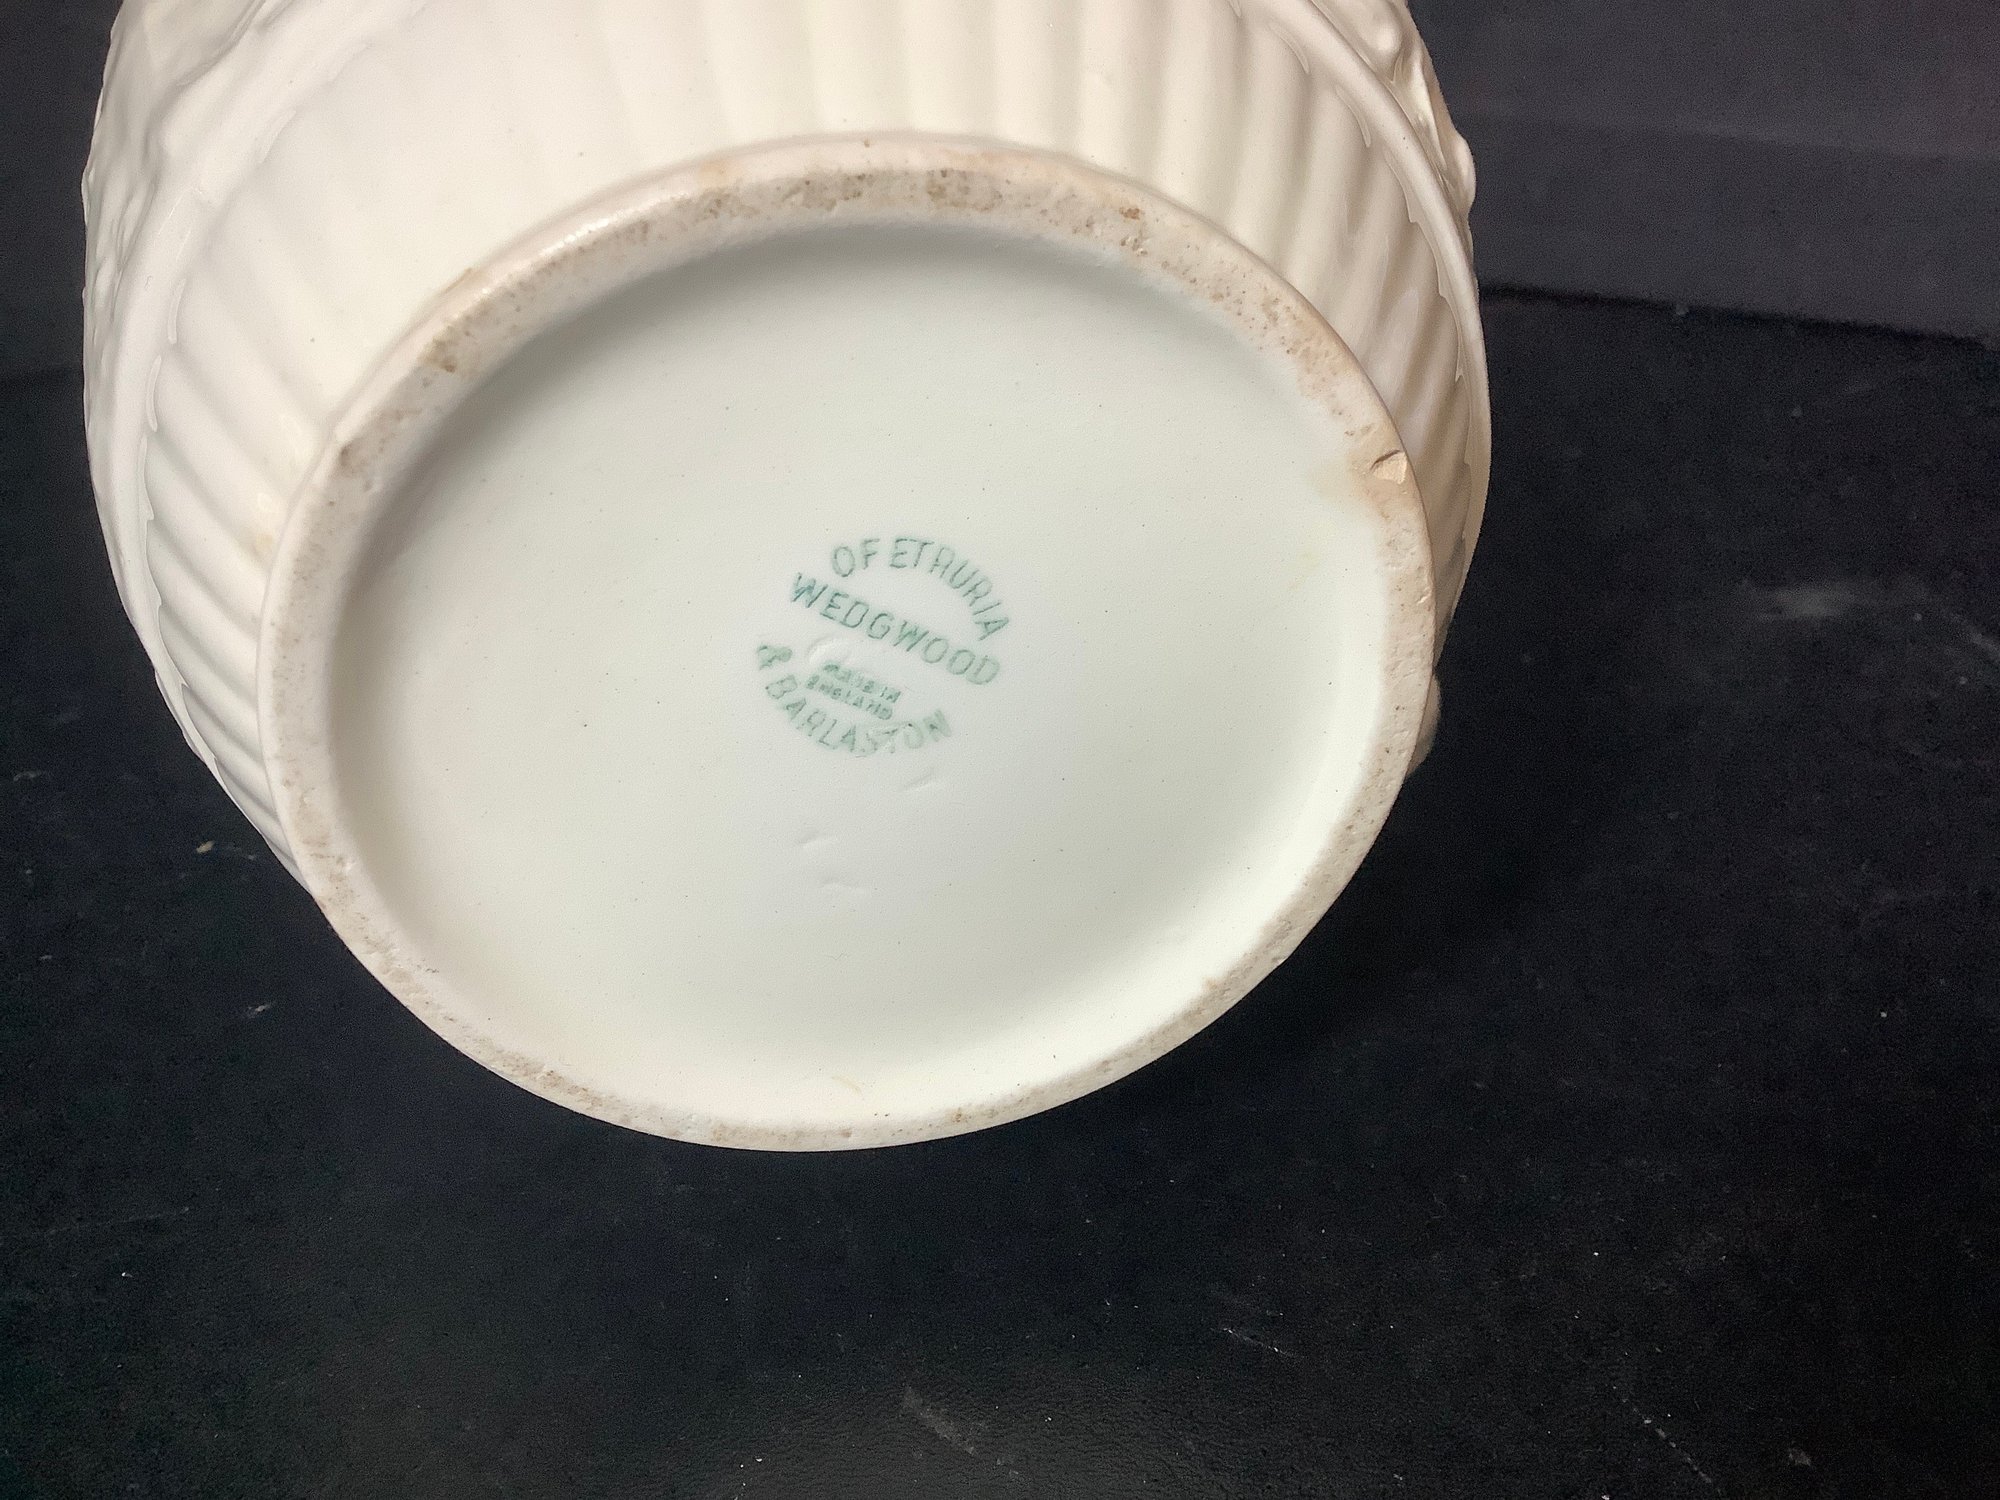 OF ETRURIA
WEDGWOOD
MADE IN
ENGLAND
& BARLASTON